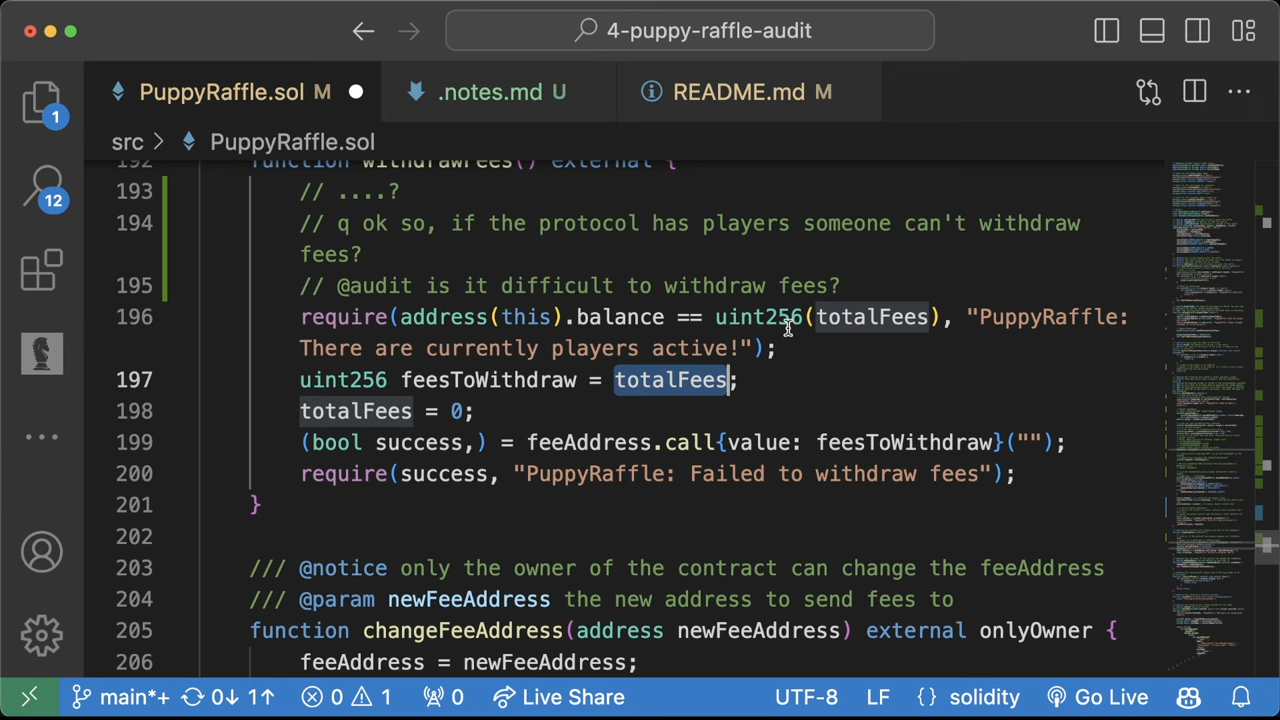 4-puppy-raffle-audit
PuppyRaffle.sol M
.notes.md U
README.md M
1
src > PuppyRaffle.sol
192 function withdrawFees() external {
193 // ....?
12
194 // q ok so, if the protocol has players someone can't withdraw
fees?
195 // @audit is it difficult to withdraw fees?
196 require(address(this).balance == uint256(totalFees), "PuppyRaffle:
There are currently players active!");
197 uint256 feesToWithdraw = totalFees;
198 totalFees = 0;
199 (bool success,) = feeAddress.call{value: feesToWithdraw}("");
200 require(success, "PuppyRaffle: Failed to withdraw fees");
201 }
202
203 /// @notice only the owner of the contract can change the feeAddress
204 /// @param newFeeAddress the new address to send fees to
205 function changeFeeAddress(address newFeeAddress) external onlyOwner {
206 feeAddress = newFeeAddress;
main*+ 0↓ 1↑ 0 1 0 Live Share UTF-8 LF {} solidity Go Live